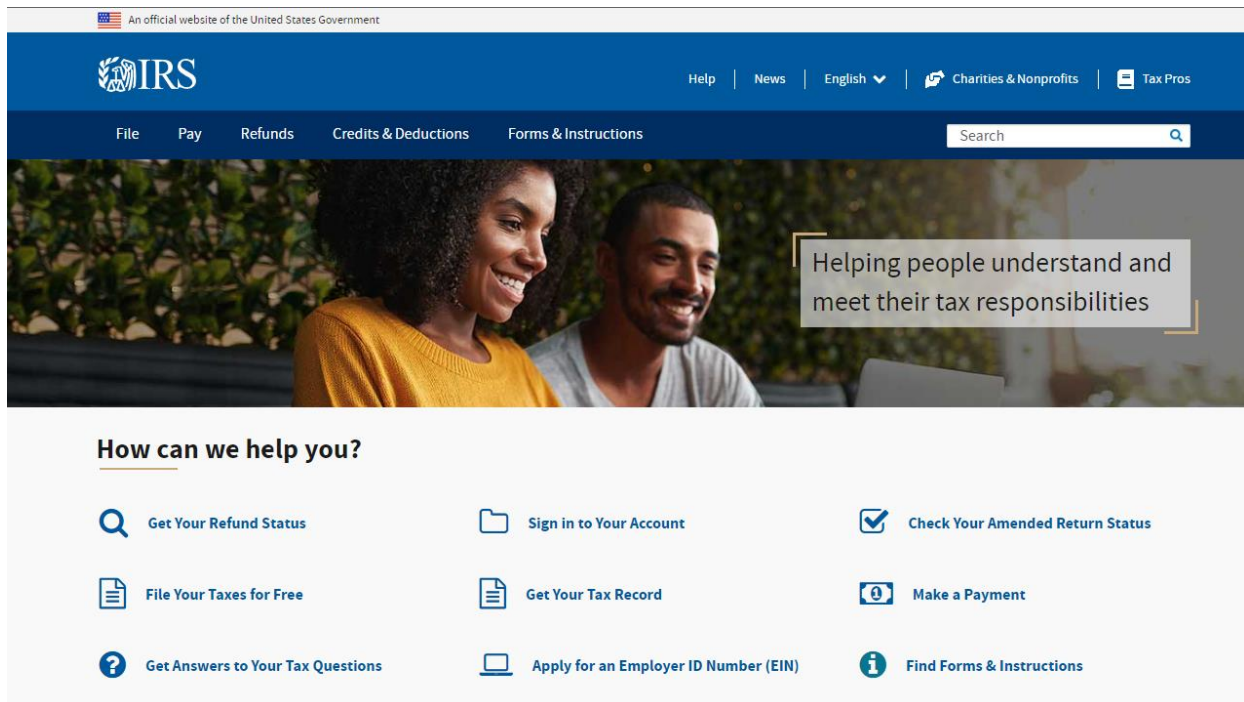 An official website of the United States Government
IRS
Help
News
English
Charities & Nonprofits
Tax Pros
File
Pay
Refunds
Credits & Deductions
Forms & Instructions
Search
Helping people understand and
meet their tax responsibilities
How can we help you?
Get Your Refund Status
Sign in to Your Account
Check Your Amended Return Status
File Your Taxes for Free
Get Your Tax Record
1
Make a Payment
Get Answers to Your Tax Questions
Apply for an Employer ID Number (EIN)
Find Forms & Instructions